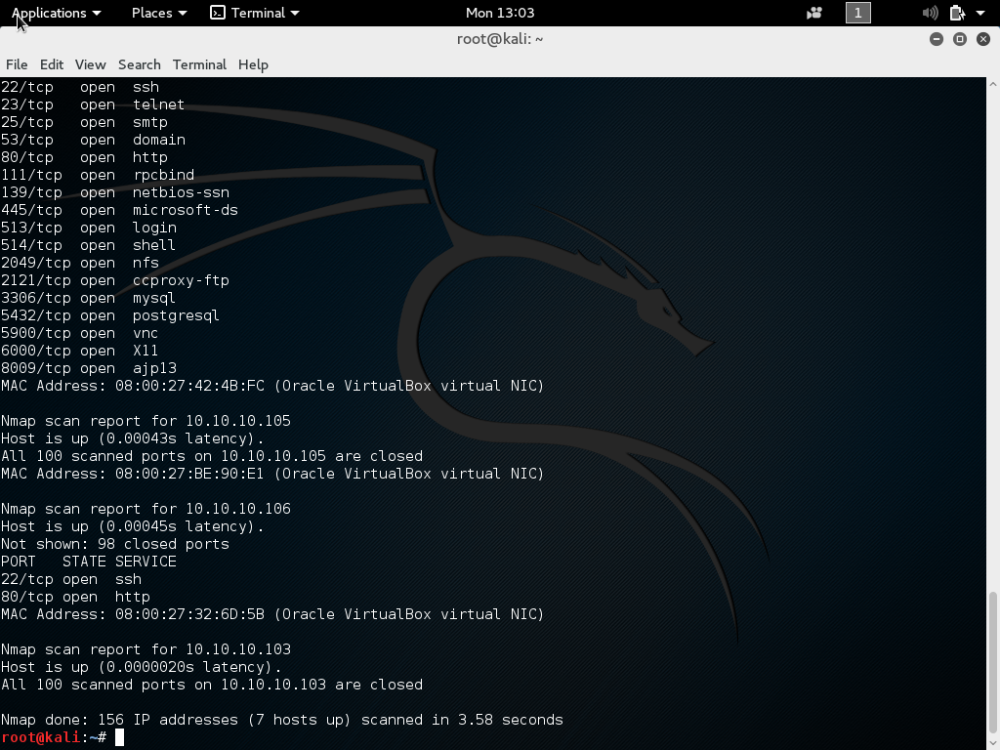 Applications Places Terminal Mon 13:03 1
root@kali: ~
File Edit View Search Terminal Help
22/tcp   open  ssh
23/tcp   open  telnet
25/tcp   open  smtp
53/tcp   open  domain
80/tcp   open  http
111/tcp  open  rpcbind
139/tcp  open  netbios-ssn
445/tcp  open  microsoft-ds
513/tcp  open  login
514/tcp  open  shell
2049/tcp open  nfs
2121/tcp open  ccproxy-ftp
3306/tcp open  mysql
5432/tcp open  postgresql
5900/tcp open  vnc
6000/tcp open  X11
8009/tcp open  ajp13
MAC Address: 08:00:27:42:4B:FC (Oracle VirtualBox virtual NIC)
Nmap scan report for 10.10.10.105
Host is up (0.00043s latency).
All 100 scanned ports on 10.10.10.105 are closed
MAC Address: 08:00:27:BE:90:E1 (Oracle VirtualBox virtual NIC)
Nmap scan report for 10.10.10.106
Host is up (0.00045s latency).
Not shown: 98 closed ports
PORT   STATE SERVICE
22/tcp open  ssh
80/tcp open  http
MAC Address: 08:00:27:32:6D:5B (Oracle VirtualBox virtual NIC)
Nmap scan report for 10.10.10.103
Host is up (0.0000020s latency).
All 100 scanned ports on 10.10.10.103 are closed
Nmap done: 156 IP addresses (7 hosts up) scanned in 3.58 seconds
root@kali:~#